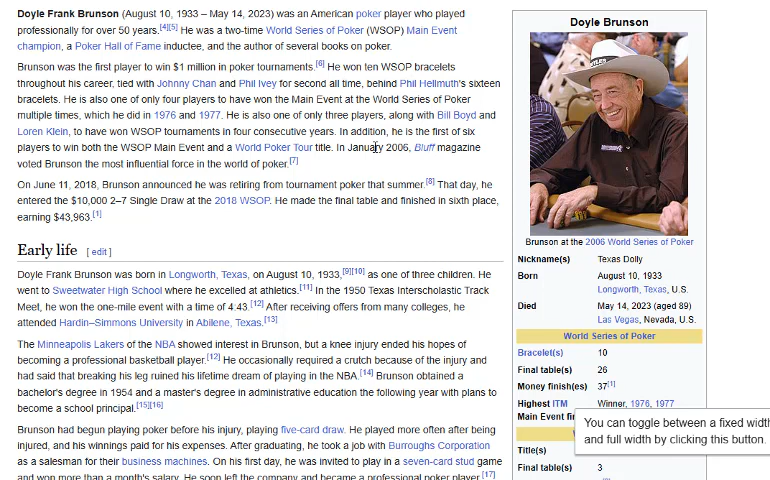 Doyle Frank Brunson (August 10, 1933 – May 14, 2023) was an American poker player who played
professionally for over 50 years.[4][5] He was a two-time World Series of Poker (WSOP) Main Event
champion, a Poker Hall of Fame inductee, and the author of several books on poker.
Brunson was the first player to win $1 million in poker tournaments.[6] He won ten WSOP bracelets
throughout his career, tied with Johnny Chan and Phil Ivey for second all time, behind Phil Hellmuth's sixteen
bracelets. He is also one of only four players to have won the Main Event at the World Series of Poker
multiple times, which he did in 1976 and 1977. He is also one of only three players, along with Bill Boyd and
Loren Klein, to have won WSOP tournaments in four consecutive years. In addition, he is the first of six
players to win both the WSOP Main Event and a World Poker Tour title. In January 2006, Bluff magazine
voted Brunson the most influential force in the world of poker.[7]
On June 11, 2018, Brunson announced he was retiring from tournament poker that summer.[8] That day, he
entered the $10,000 2–7 Single Draw at the 2018 WSOP. He made the final table and finished in sixth place,
earning $43,963.[1]
Early life [ edit ]
Doyle Frank Brunson was born in Longworth, Texas, on August 10, 1933,[9][10] as one of three children. He
went to Sweetwater High School where he excelled at athletics.[11] In the 1950 Texas Interscholastic Track
Meet, he won the one-mile event with a time of 4:43.[12] After receiving offers from many colleges, he
attended Hardin–Simmons University in Abilene, Texas.[13]
The Minneapolis Lakers of the NBA showed interest in Brunson, but a knee injury ended his hopes of
becoming a professional basketball player.[12] He occasionally required a crutch because of the injury and
had said that breaking his leg ruined his lifetime dream of playing in the NBA.[14] Brunson obtained a
bachelor's degree in 1954 and a master's degree in administrative education the following year with plans to
become a school principal.[15][16]
Brunson had begun playing poker before his injury, playing five-card draw. He played more often after being
injured, and his winnings paid for his expenses. After graduating, he took a job with Burroughs Corporation
as a salesman for their business machines. On his first day, he was invited to play in a seven-card stud game
and won more than a month's salary. He soon left the company and became a professional poker player.[17]
Doyle Brunson
Brunson at the 2006 World Series of Poker
Nickname(s) Texas Dolly
Born August 10, 1933
Longworth, Texas, U.S.
Died May 14, 2023 (aged 89)
Las Vegas, Nevada, U.S.
World Series of Poker
Bracelet(s) 10
Final table(s) 26
Money finish(es) 37[1]
Highest ITM Winner, 1976, 1977
Main Event
You can toggle between a fixed width
and full width by clicking this button.
Title(s)
Final table(s) 3